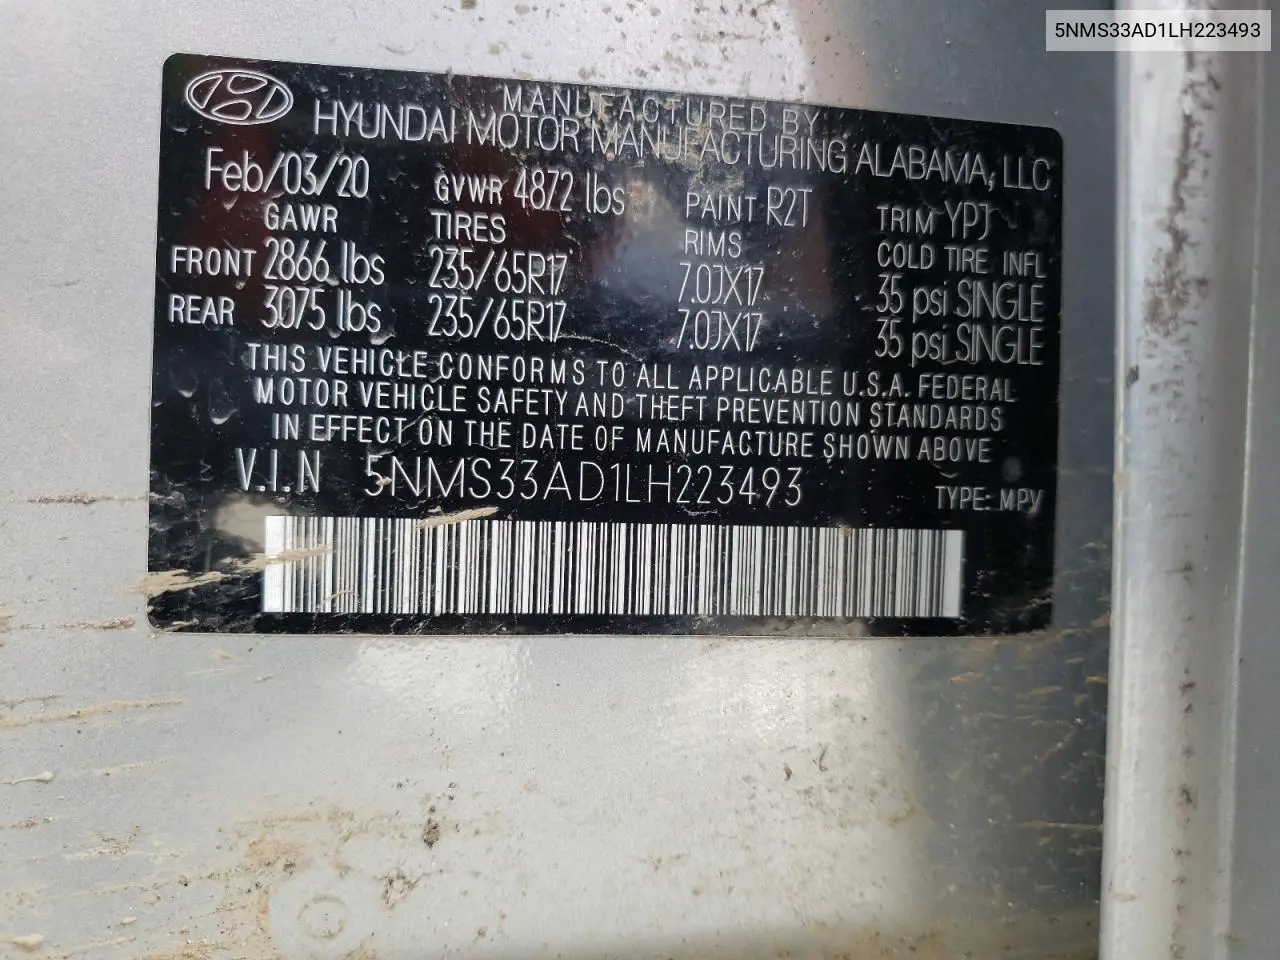 5NMS33AD1LH223493
MANUFACTURED BY
HYUNDAI MOTOR MANUFACTURING ALABAMA, LLC
Feb/03/20 GVWR 4872 lbs PAINT R2T TRIM YPJ
GAWR TIRES RIMS COLD TIRE INFL
FRONT 2866 lbs 235/65R17 7.0JX17 35 psi SINGLE
REAR 3075 lbs 235/65R17 7.0JX17 35 psi SINGLE
THIS VEHICLE CONFORMS TO ALL APPLICABLE U.S.A. FEDERAL
MOTOR VEHICLE SAFETY AND THEFT PREVENTION STANDARDS
IN EFFECT ON THE DATE OF MANUFACTURE SHOWN ABOVE
V.I.N 5NMS33AD1LH223493 TYPE: MPV